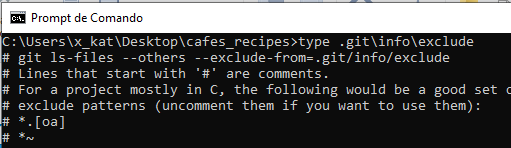 Prompt de Comando
C:\Users\x_kat\Desktop\cafes_recipes>type .git\info\exclude
# git ls-files --others --exclude-from=.git/info/exclude
# Lines that start with '#' are comments.
# For a project mostly in C, the following would be a good set
# exclude patterns (uncomment them if you want to use them):
# *.[oa]
# *~